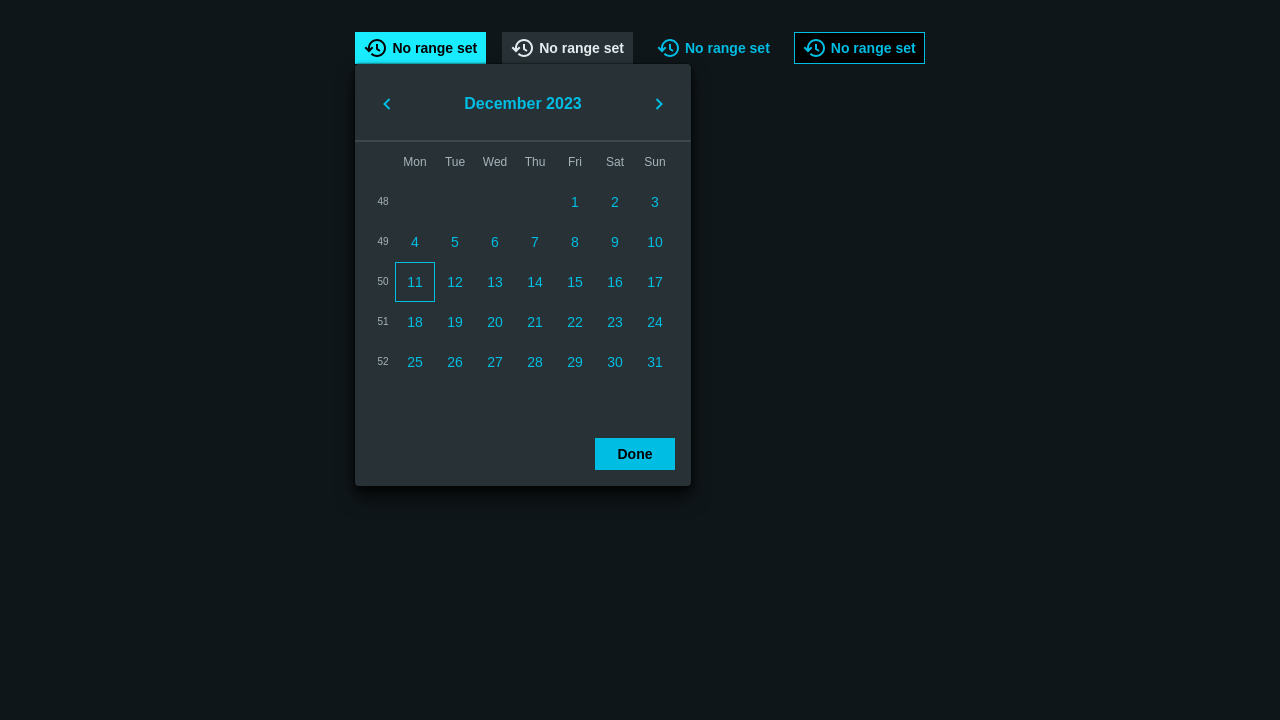 No range set No range set No range set No range set
December 2023
Mon Tue Wed Thu Fri Sat Sun
48 1 2 3
49 4 5 6 7 8 9 10
50 11 12 13 14 15 16 17
51 18 19 20 21 22 23 24
52 25 26 27 28 29 30 31
Done